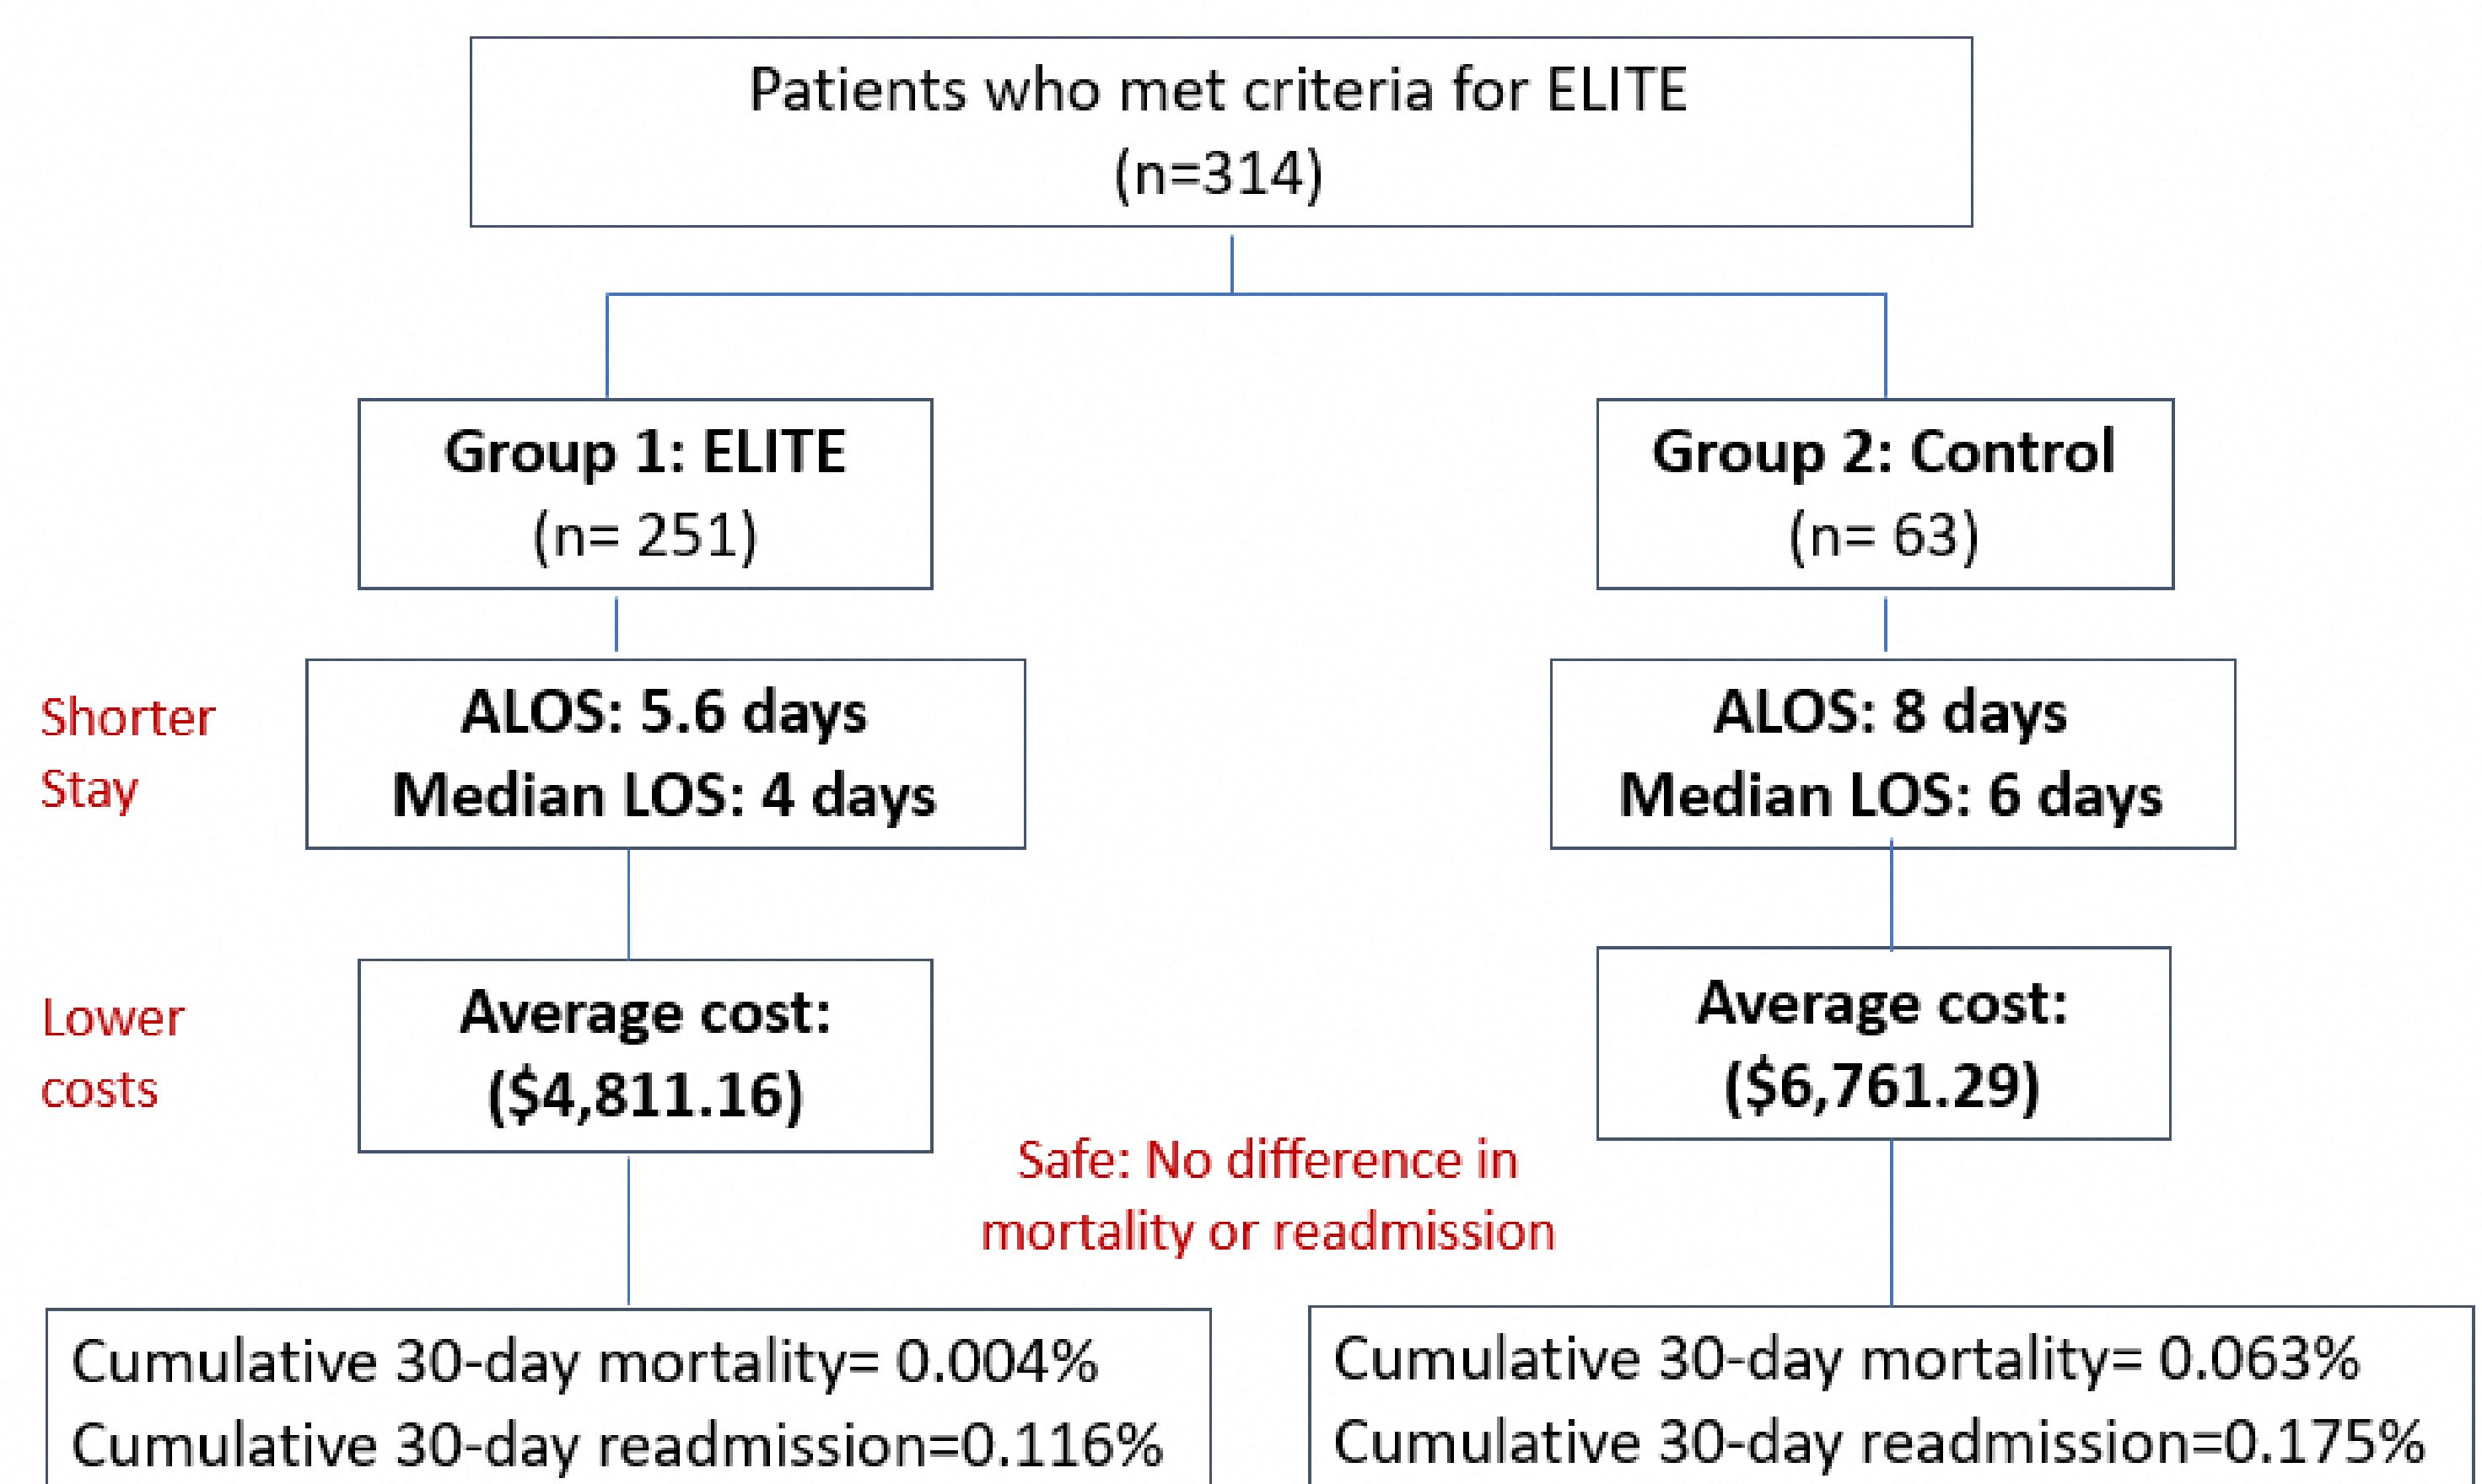 Patients who met criteria for ELITE
(n=314)
Group 1: ELITE
(n= 251)
Group 2: Control
(n= 63)
Shorter
Stay
ALOS: 5.6 days
Median LOS: 4 days
ALOS: 8 days
Median LOS: 6 days
Lower
costs
Average cost:
($4,811.16)
Average cost:
($6,761.29)
Safe: No difference in
mortality or readmission
Cumulative 30-day mortality= 0.004%
Cumulative 30-day readmission=0.116%
Cumulative 30-day mortality= 0.063%
Cumulative 30-day readmission=0.175%